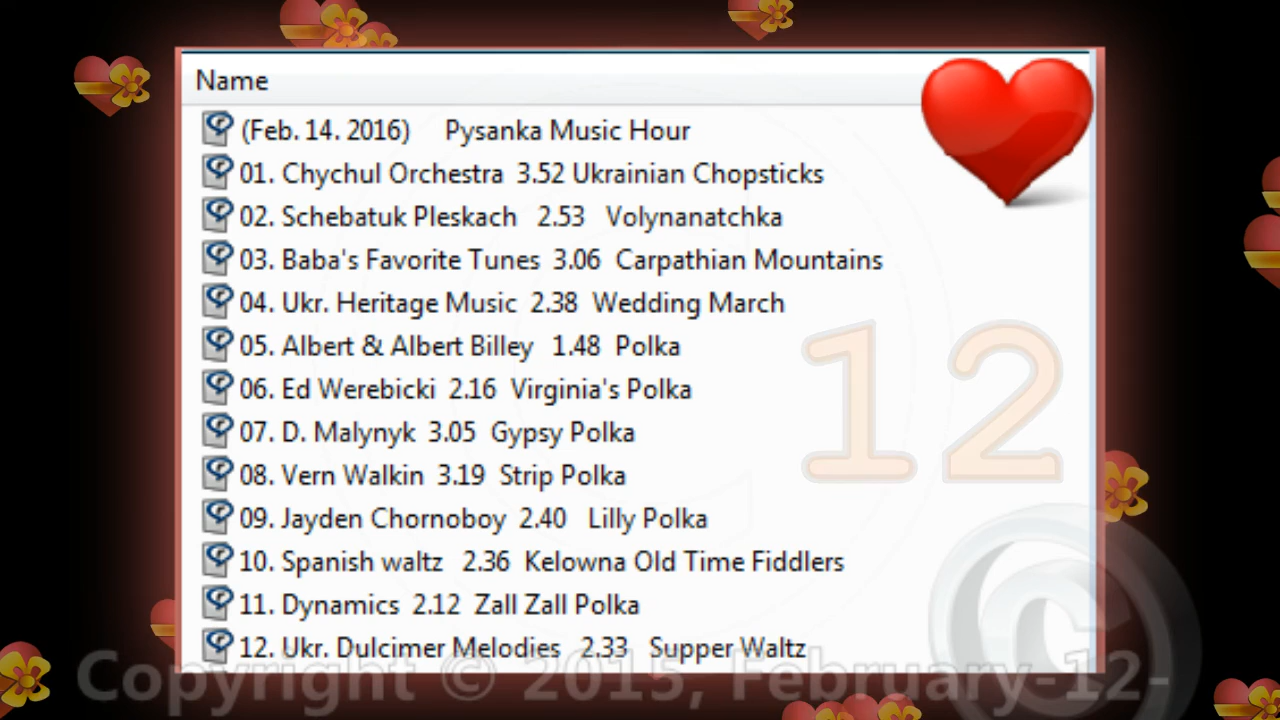 Name
(Feb. 14. 2016) Pysanka Music Hour
01. Chychul Orchestra 3.52 Ukrainian Chopsticks
02. Schebatuk Pleskach 2.53 Volynanatchka
03. Baba's Favorite Tunes 3.06 Carpathian Mountains
04. Ukr. Heritage Music 2.38 Wedding March
05. Albert & Albert Billey 1.48 Polka
06. Ed Werebicki 2.16 Virginia's Polka
07. D. Malynyk 3.05 Gypsy Polka
08. Vern Walkin 3.19 Strip Polka
09. Jayden Chornoboy 2.40 Lilly Polka
10. Spanish waltz 2.36 Kelowna Old Time Fiddlers
11. Dynamics 2.12 Zall Zall Polka
12. Ukr. Dulcimer Melodies 2.33 Supper Waltz
12
©
Copyright © 2015, February-12-